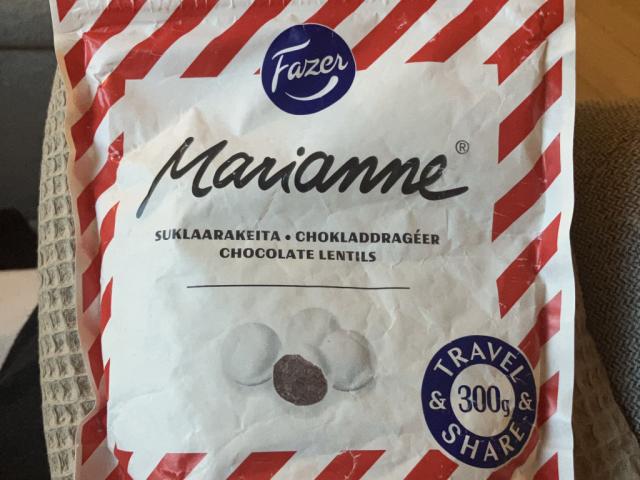 Fazer
Marianne®
SUKLAARAKEITA • CHOKLADDRAGÉER
CHOCOLATE LENTILS
TRAVEL
& 300g &
SHARE